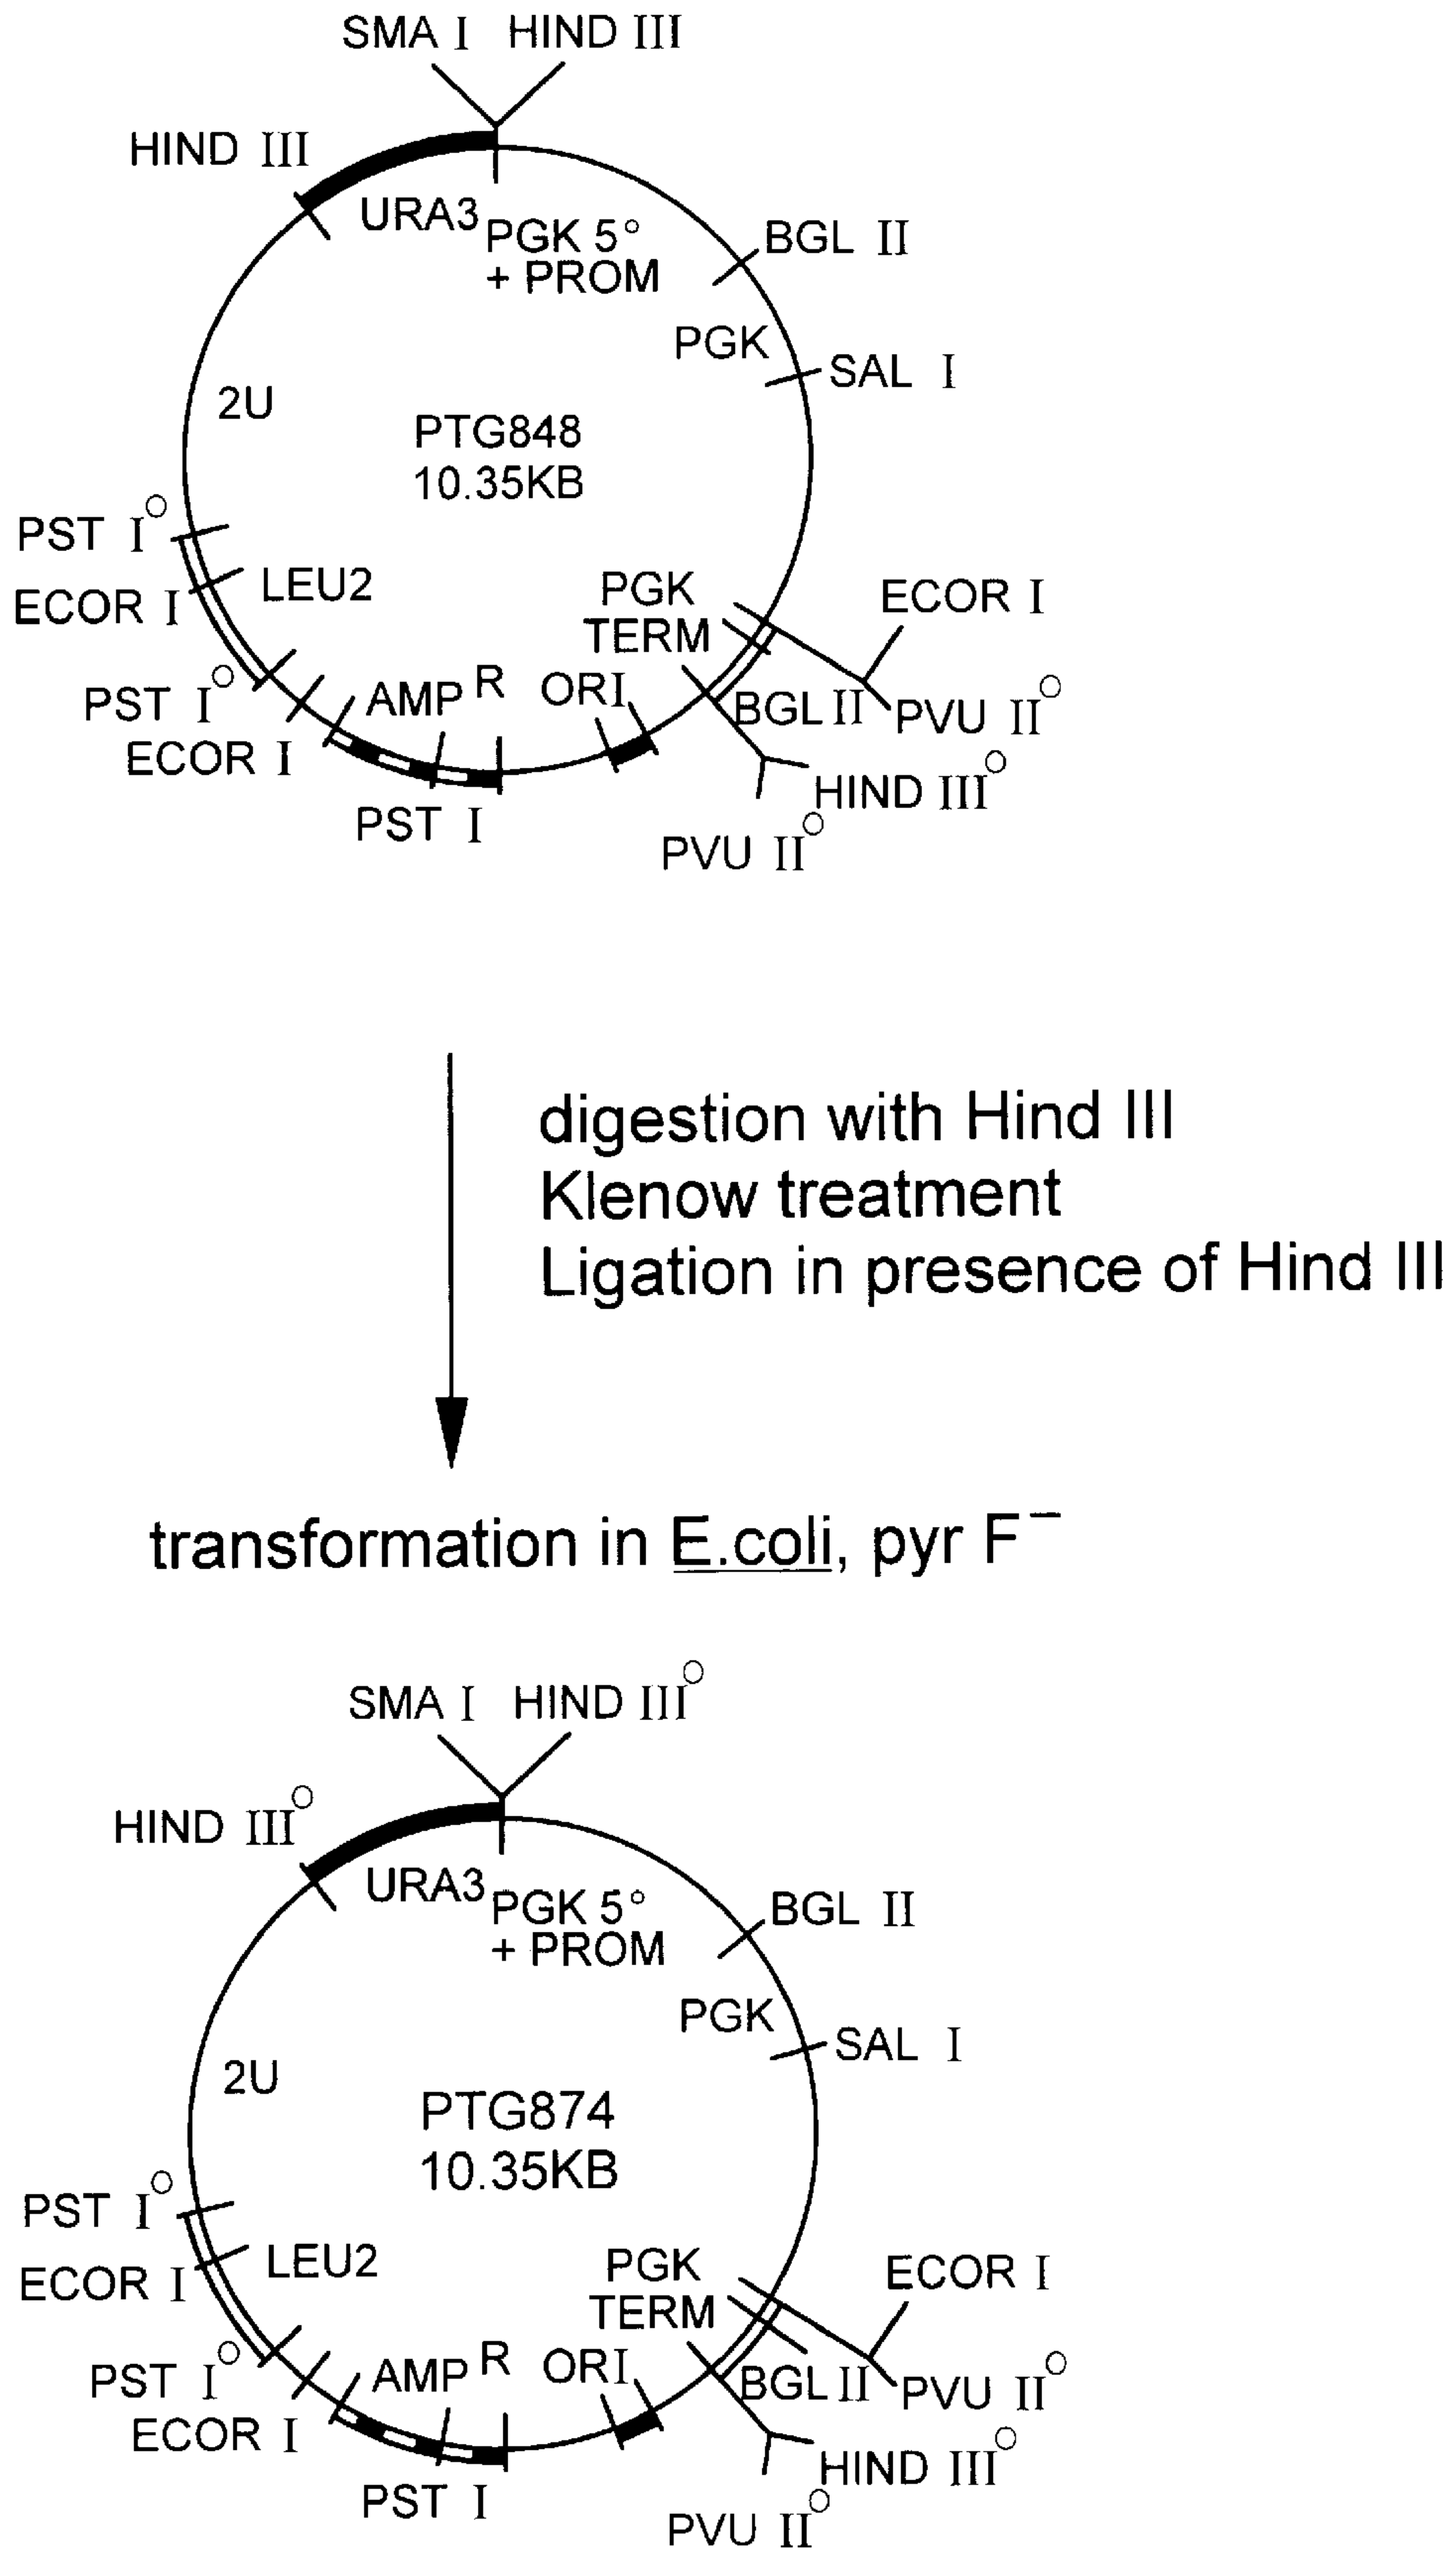 SMA I HIND III
HIND III
URA3
PGK 5°
+ PROM
BGL II
PGK
SAL I
2U
PTG848
10.35KB
PST I°
ECOR I
LEU2
PGK
TERM
ECOR I
PST I°
AMP R
ORI
BGL II
PVU II°
ECOR I
HIND III°
PST I
PVU II°
digestion with Hind III
Klenow treatment
Ligation in presence of Hind III
transformation in E.coli, pyr F⁻
SMA I HIND III°
HIND III°
URA3
PGK 5°
+ PROM
BGL II
PGK
SAL I
2U
PTG874
10.35KB
PST I°
ECOR I
LEU2
PGK
TERM
ECOR I
PST I°
AMP R
ORI
BGL II
PVU II°
ECOR I
HIND III°
PST I
PVU II°